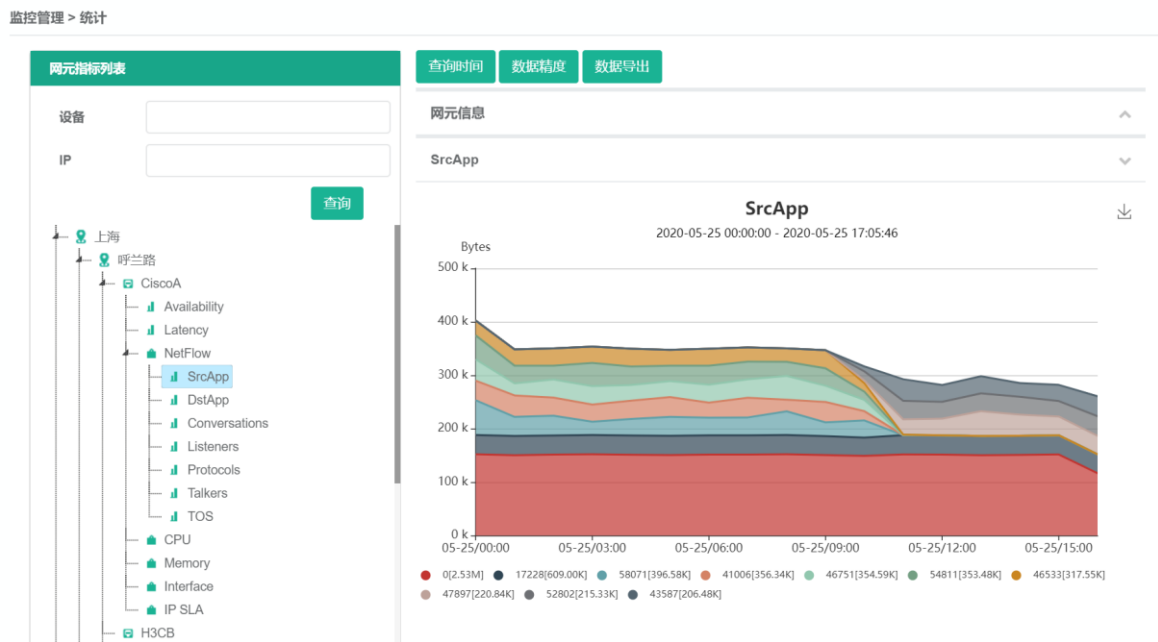 监控管理 > 统计
网元指标列表
设备
IP
查询
上海
呼兰路
CiscoA
Availability
Latency
NetFlow
SrcApp
DstApp
Conversations
Listeners
Protocols
Talkers
TOS
CPU
Memory
Interface
IP SLA
H3CB
查询时间 数据精度 数据导出
网元信息
SrcApp
SrcApp
2020-05-25 00:00:00 - 2020-05-25 17:05:46
Bytes
500 k
400 k
300 k
200 k
100 k
0 k
05-25/00:00 05-25/03:00 05-25/06:00 05-25/09:00 05-25/12:00 05-25/15:00
0[2.53M] 17228[609.00K] 58071[396.58K] 41006[356.34K] 46751[354.59K] 54811[353.48K] 46533[317.55K]
47897[220.84K] 52802[215.33K] 43587[206.48K]